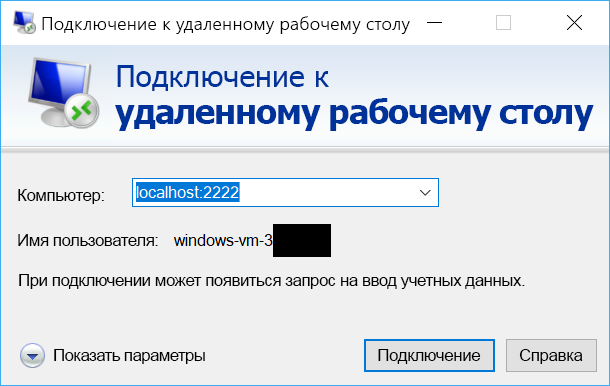 Подключение к удаленному рабочему столу
Подключение к
удаленному рабочему столу
Компьютер: localhost:2222
Имя пользователя: windows-vm-3
При подключении может появиться запрос на ввод учетных данных.
Показать параметры Подключение Справка